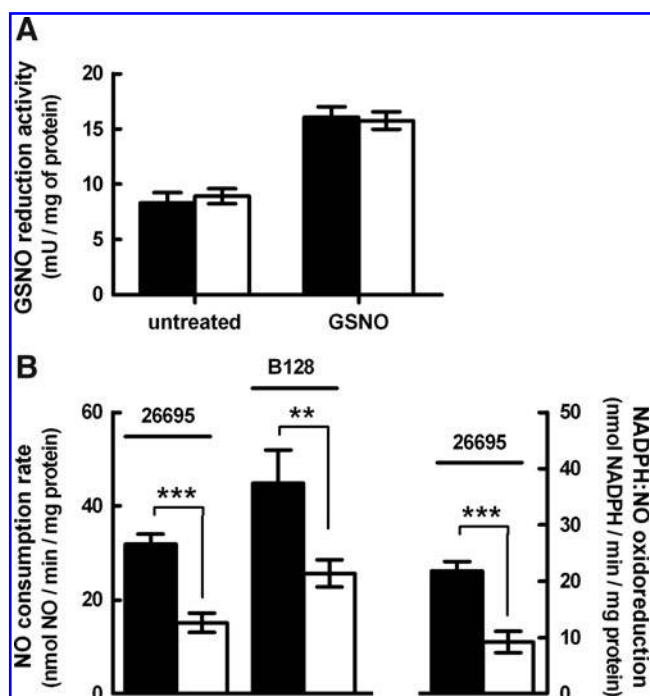 A
GSNO reduction activity
(mU / mg of protein)
20
15
10
5
0
untreated
GSNO
B
NO consumption rate
(nmol NO / min / mg protein)
60
40
20
0
26695
***
B128
**
26695
***
50
40
30
20
10
0
NADPH:NO oxidoreduction
(nmol NADPH / min / mg protein)